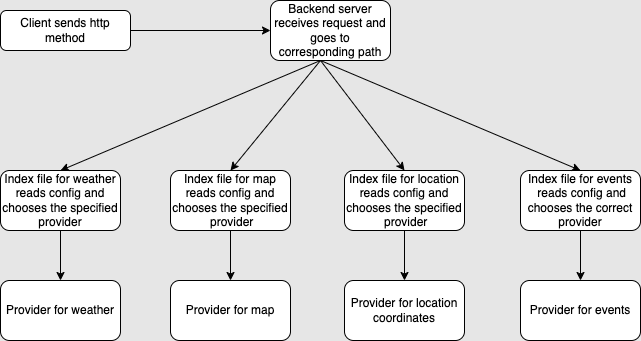 Client sends http
method
Backend server
receives request and
goes to
corresponding path
Index file for weather
reads config and
chooses the specified
provider
Index file for map
reads config and
chooses the specified
provider
Index file for location
reads config and
chooses the specified
provider
Index file for events
reads config and
chooses the correct
provider
Provider for weather
Provider for map
Provider for location
coordinates
Provider for events